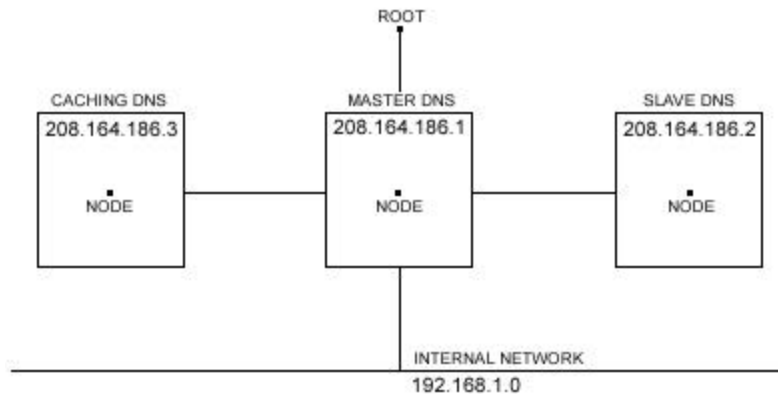 ROOT
CACHING DNS
MASTER DNS
SLAVE DNS
208.164.186.3
208.164.186.1
208.164.186.2
NODE
NODE
NODE
INTERNAL NETWORK
192.168.1.0